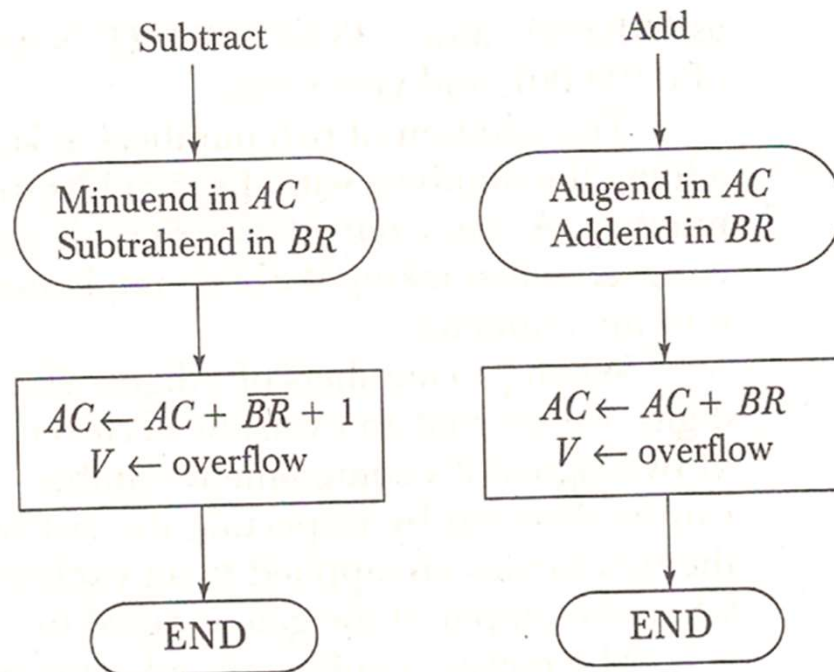 Subtract
Minuend in AC
Subtrahend in BR
AC ← AC + B̅R̅ + 1
V ← overflow
END
Add
Augend in AC
Addend in BR
AC ← AC + BR
V ← overflow
END